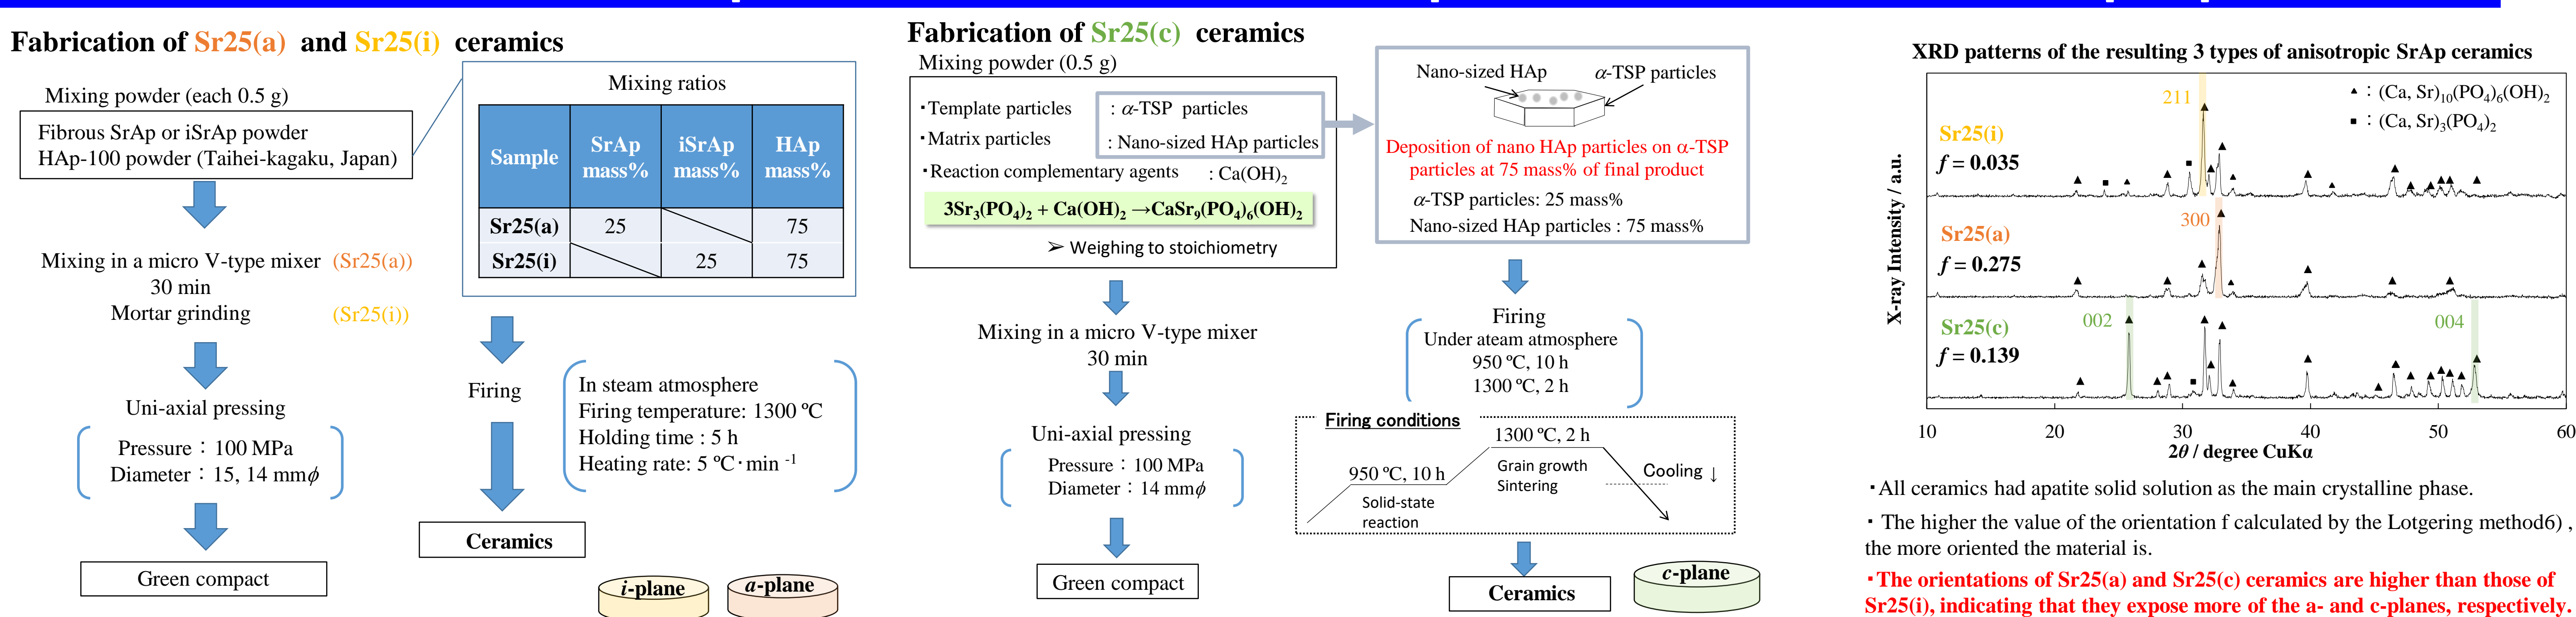 Fabrication of Sr25(a) and Sr25(i) ceramics
Mixing powder (each 0.5 g)
Fibrous SrAp or iSrAp powder
HAp-100 powder (Taihei-kagaku, Japan)
Mixing in a micro V-type mixer (Sr25(a))
30 min
Mortar grinding (Sr25(i))
Uni-axial pressing
Pressure：100 MPa
Diameter：15, 14 mmϕ
Green compact
Mixing ratios
Sample SrAp mass% iSrAp mass% HAp mass%
Sr25(a) 25 75
Sr25(i) 25 75
Firing
In steam atmosphere
Firing temperature: 1300 ºC
Holding time : 5 h
Heating rate: 5 ºC･min -1
Ceramics
i-plane
a-plane
Fabrication of Sr25(c) ceramics
Mixing powder (0.5 g)
･Template particles : α-TSP particles
･Matrix particles : Nano-sized HAp particles
･Reaction complementary agents : Ca(OH)2
3Sr3(PO4)2 + Ca(OH)2 →CaSr9(PO4)6(OH)2
➢ Weighing to stoichiometry
Mixing in a micro V-type mixer
30 min
Uni-axial pressing
Pressure：100 MPa
Diameter：14 mmϕ
Green compact
Nano-sized HAp α-TSP particles
Deposition of nano HAp particles on α-TSP
particles at 75 mass% of final product
α-TSP particles: 25 mass%
Nano-sized HAp particles : 75 mass%
Firing
Under ateam atmosphere
950 ºC, 10 h
1300 ºC, 2 h
Firing conditions
1300 ºC, 2 h
950 ºC, 10 h
Grain growth
Sintering
Cooling ↓
Solid-state
reaction
Ceramics
c-plane
XRD patterns of the resulting 3 types of anisotropic SrAp ceramics
▲：(Ca, Sr)10(PO4)6(OH)2
■：(Ca, Sr)3(PO4)2
211
Sr25(i)
f = 0.035
300
Sr25(a)
f = 0.275
002
004
Sr25(c)
f = 0.139
X-ray Intensity / a.u.
10 20 30 40 50 60
2θ / degree CuKα
･All ceramics had apatite solid solution as the main crystalline phase.
･ The higher the value of the orientation f calculated by the Lotgering method6) ,
the more oriented the material is.
･The orientations of Sr25(a) and Sr25(c) ceramics are higher than those of
Sr25(i), indicating that they expose more of the a- and c-planes, respectively.